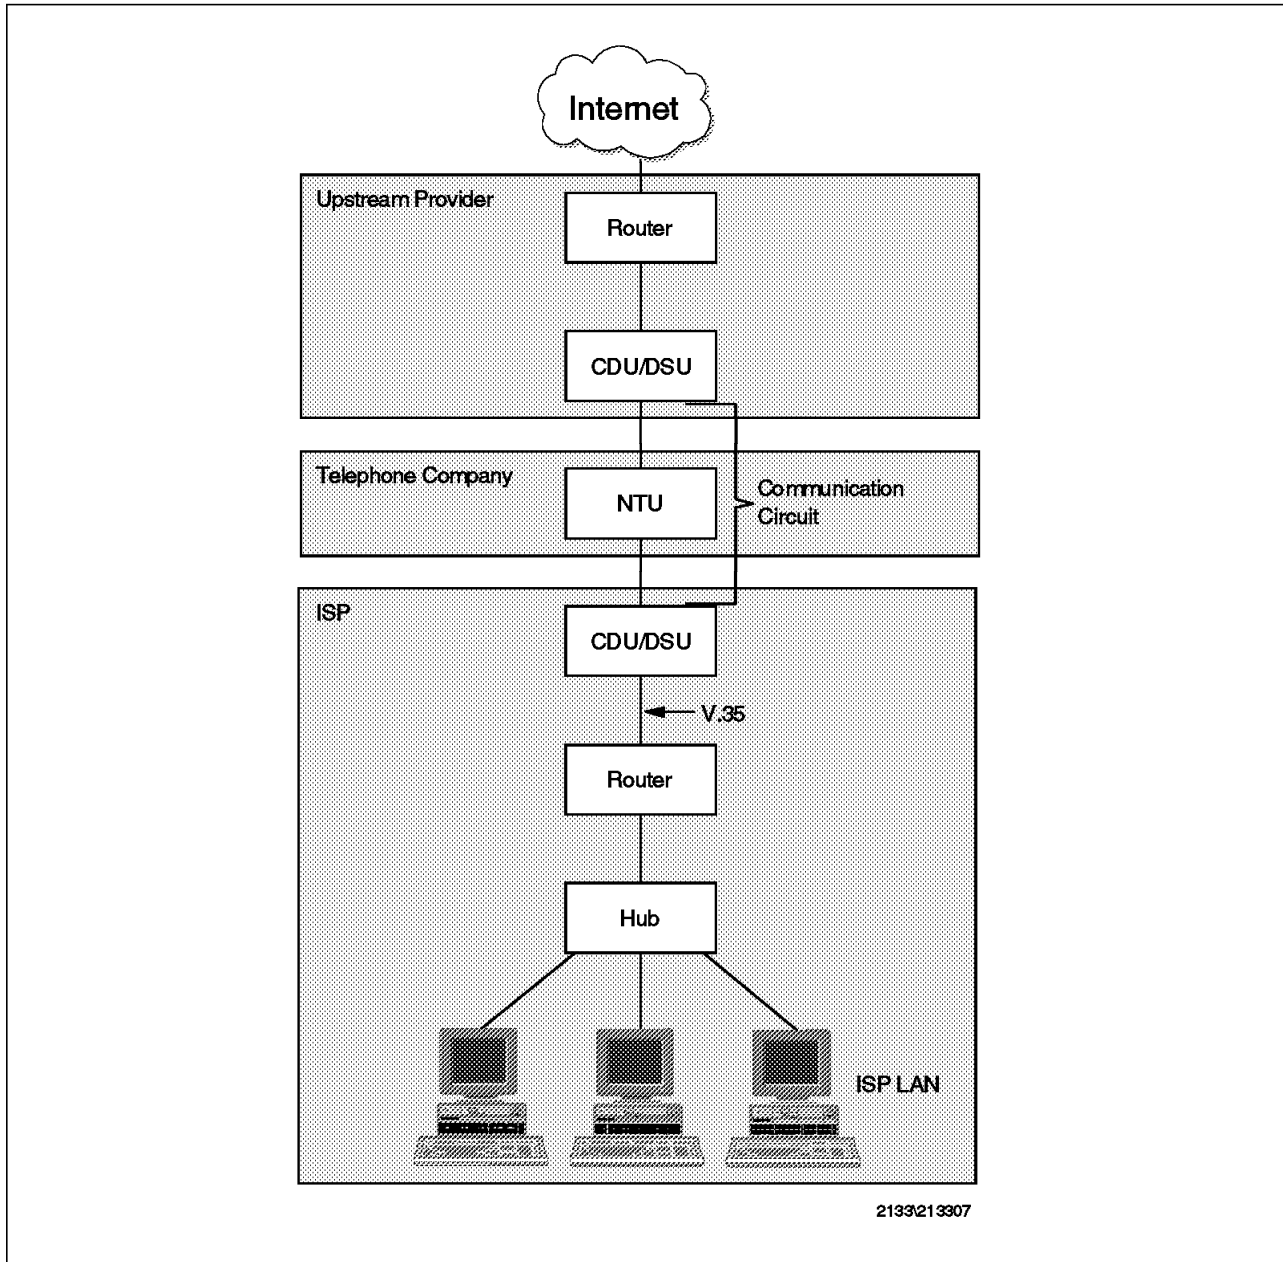 Internet
Upstream Provider
Router
CDU/DSU
Telephone Company
NTU
Communication
Circuit
ISP
CDU/DSU
V.35
Router
Hub
ISP LAN
2133\213307